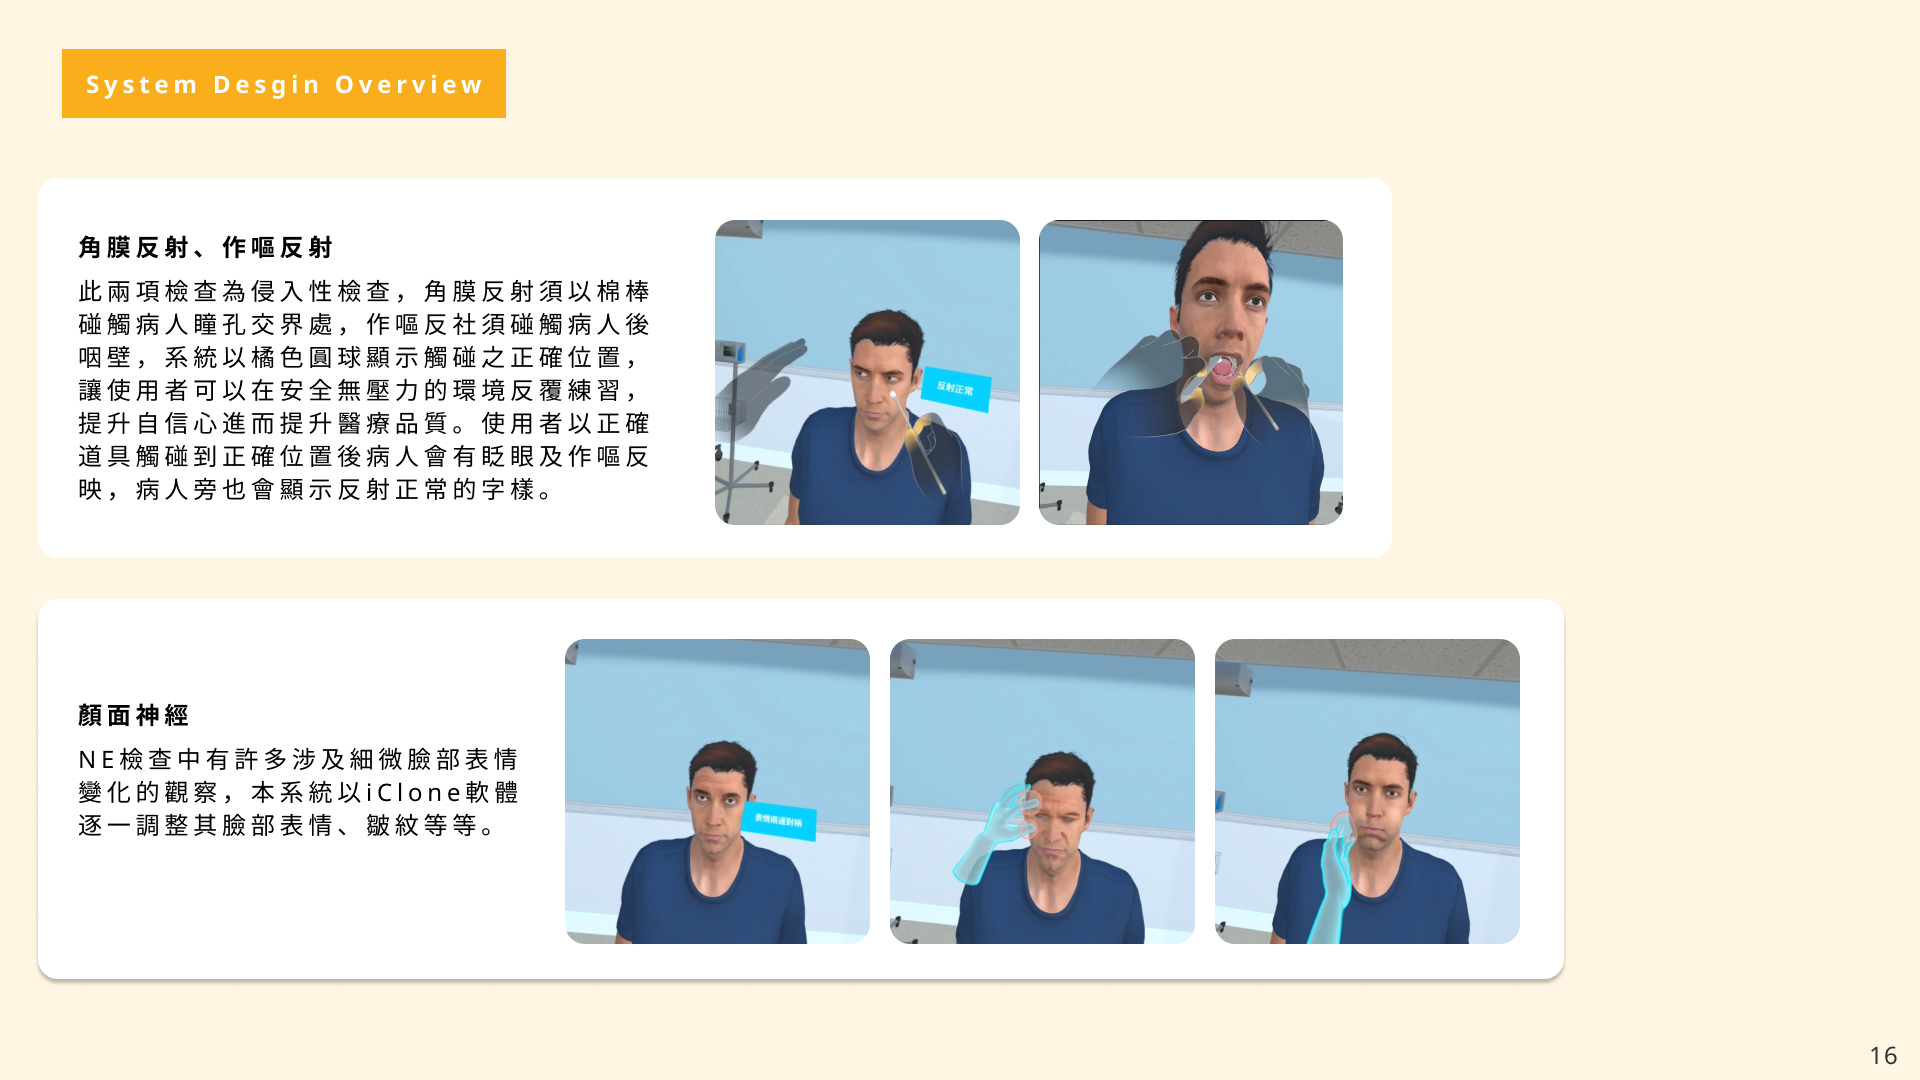 System Desgin Overview
角膜反射、作嘔反射
此兩項檢查為侵入性檢查，角膜反射須以棉棒
碰觸病人瞳孔交界處，作嘔反社須碰觸病人後
咽壁，系統以橘色圓球顯示觸碰之正確位置，
讓使用者可以在安全無壓力的環境反覆練習，
提升自信心進而提升醫療品質。使用者以正確
道具觸碰到正確位置後病人會有眨眼及作嘔反
映，病人旁也會顯示反射正常的字樣。
反射正常
顏面神經
NE檢查中有許多涉及細微臉部表情
變化的觀察，本系統以iClone軟體
逐一調整其臉部表情、皺紋等等。
表情兩邊對稱
16